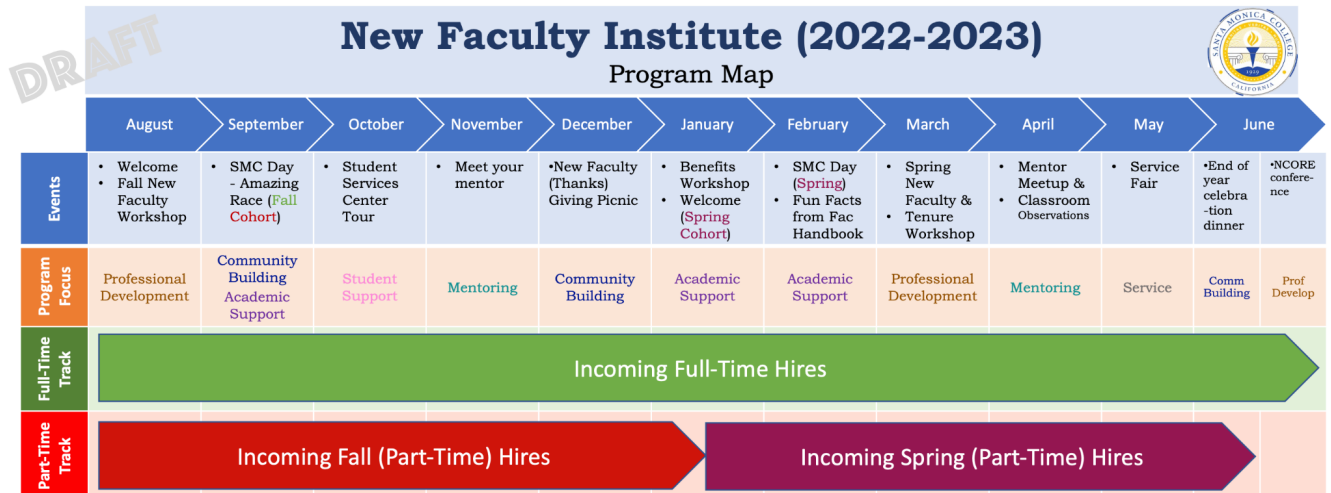 DRAFT
New Faculty Institute (2022-2023)
Program Map
SANTA MONICA COLLEGE
1929
CALIFORNIA
August
September
October
November
December
January
February
March
April
May
June
Events
• Welcome
• Fall New
Faculty
Workshop
• SMC Day
- Amazing
Race (Fall
Cohort)
• Student
Services
Center
Tour
• Meet your
mentor
•New Faculty
(Thanks)
Giving Picnic
• Benefits
Workshop
• Welcome
(Spring
Cohort)
• SMC Day
(Spring)
• Fun Facts
from Fac
Handbook
• Spring
New
Faculty &
• Tenure
Workshop
• Mentor
Meetup &
• Classroom
Observations
• Service
Fair
•End of
year
celebra
-tion
dinner
•NCORE
confere-
nce
Program
Focus
Professional
Development
Community
Building
Academic
Support
Student
Support
Mentoring
Community
Building
Academic
Support
Academic
Support
Professional
Development
Mentoring
Service
Comm
Building
Prof
Develop
Full-Time
Track
Incoming Full-Time Hires
Part-Time
Track
Incoming Fall (Part-Time) Hires
Incoming Spring (Part-Time) Hires